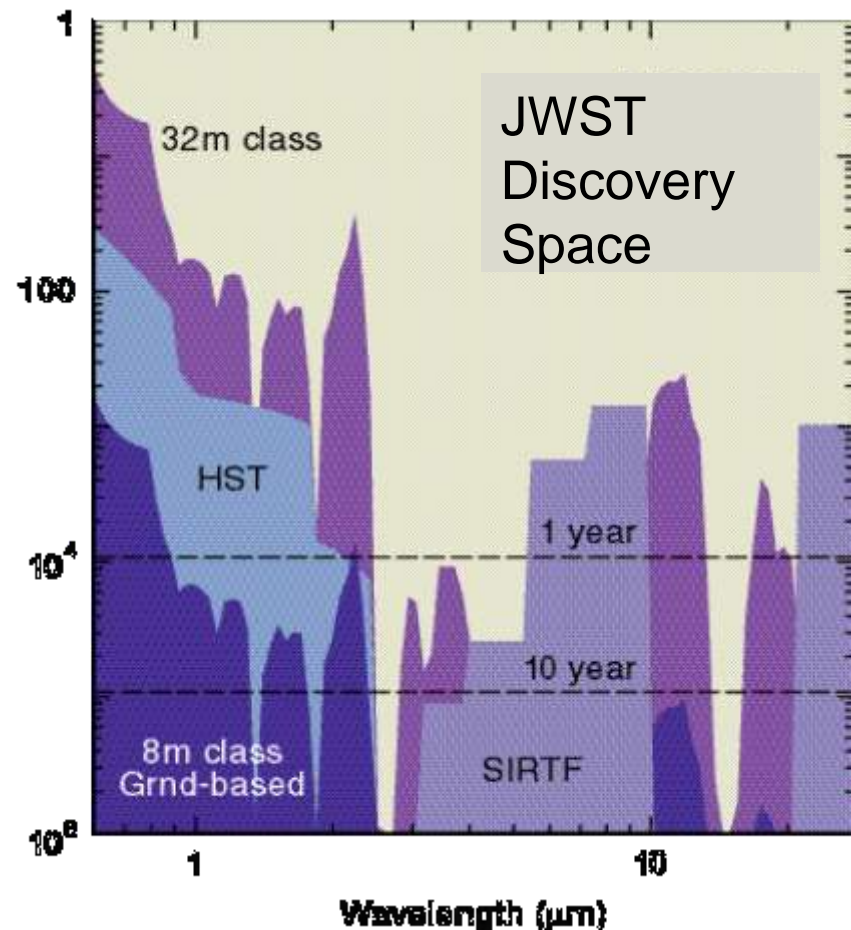 1
32m class
JWST
Discovery
Space
100
HST
1 year
10⁴
10 year
8m class
Grnd-based
SIRTF
10⁶
1
10
Wavelength (μm)